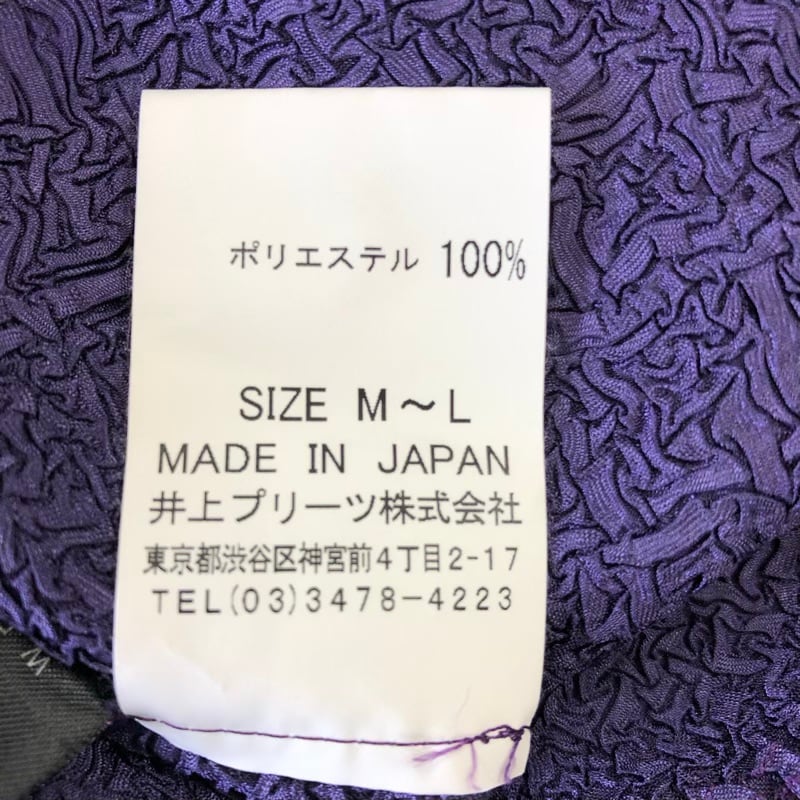 ポリエステル 100%
SIZE M～L
MADE IN JAPAN
井上プリーツ株式会社
東京都渋谷区神宮前4丁目2-17
TEL(03)3478-4223